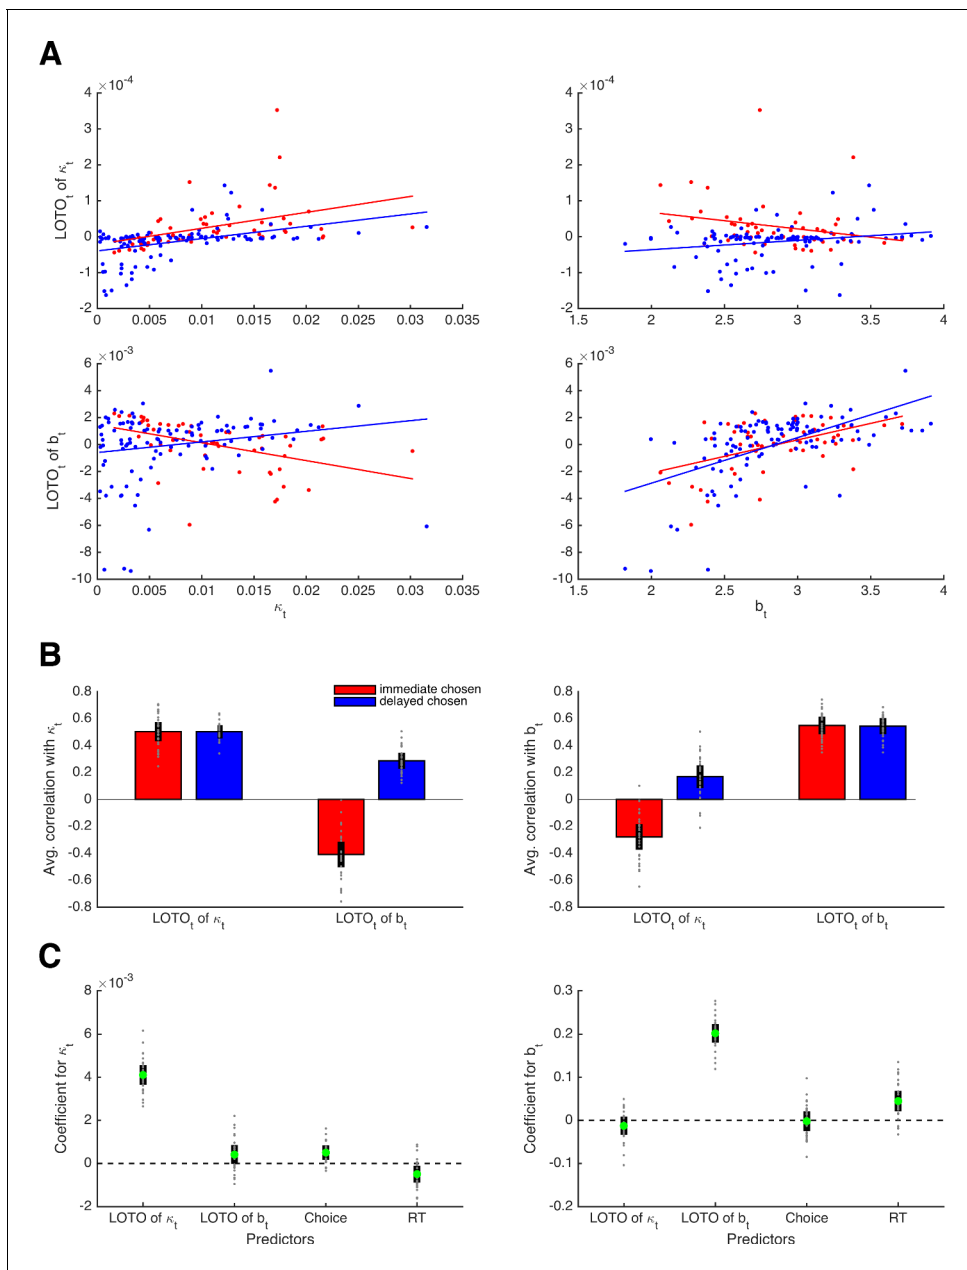 A
×10⁻⁴
4
3
2
1
0
-1
-2
LOTOₜ of κₜ
0 0.005 0.01 0.015 0.02 0.025 0.03 0.035
×10⁻⁴
4
3
2
1
0
-1
-2
1.5 2 2.5 3 3.5 4
×10⁻³
6
4
2
0
-2
-4
-6
-8
-10
LOTOₜ of bₜ
0 0.005 0.01 0.015 0.02 0.025 0.03 0.035
κₜ
×10⁻³
6
4
2
0
-2
-4
-6
-8
-10
1.5 2 2.5 3 3.5 4
bₜ
B
0.8
0.6
0.4
0.2
0
-0.2
-0.4
-0.6
-0.8
Avg. correlation with κₜ
immediate chosen
delayed chosen
LOTOₜ of κₜ LOTOₜ of bₜ
0.8
0.6
0.4
0.2
0
-0.2
-0.4
-0.6
-0.8
Avg. correlation with bₜ
LOTOₜ of κₜ LOTOₜ of bₜ
C
×10⁻³
8
6
4
2
0
-2
Coefficient for κₜ
LOTO of κₜ LOTO of bₜ Choice RT
Predictors
0.3
0.2
0.1
0
-0.1
-0.2
Coefficient for bₜ
LOTO of κₜ LOTO of bₜ Choice RT
Predictors